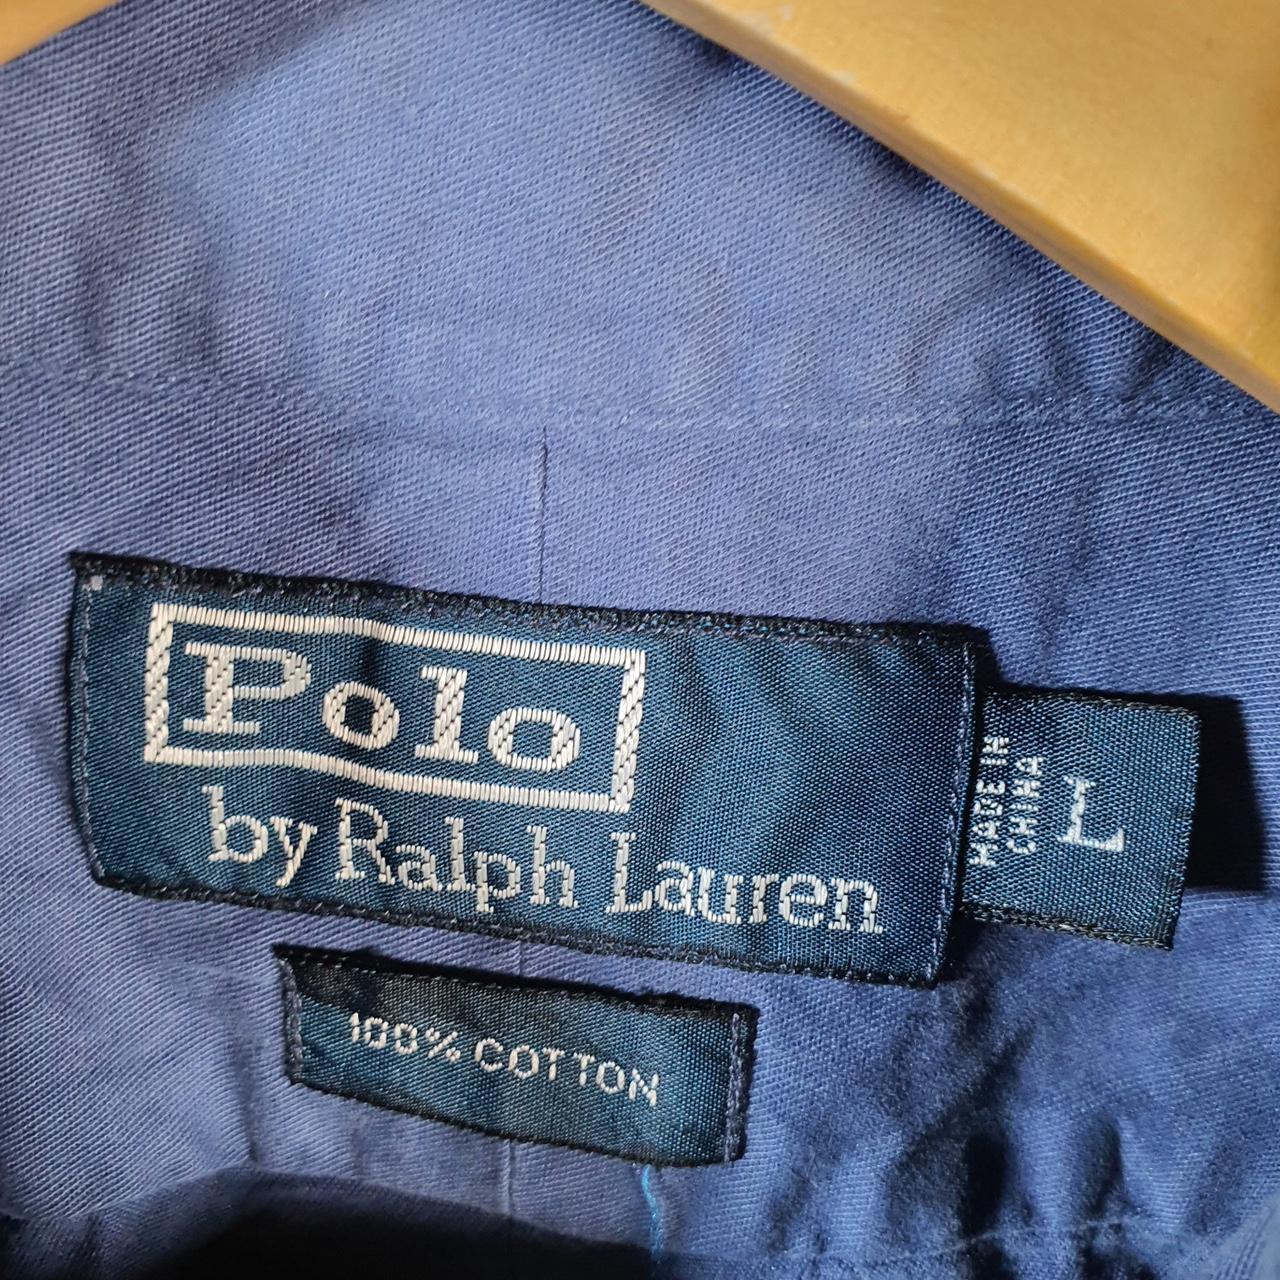 Polo
by Ralph Lauren
MADE IN
CHINA
L
100% COTTON